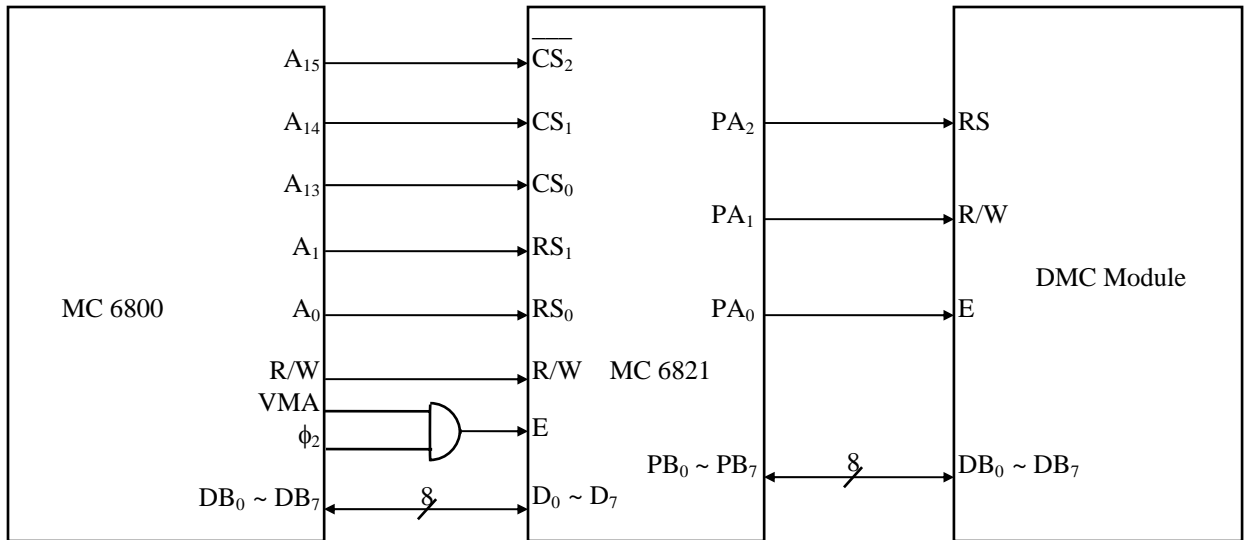 A₁₅
A₁₄
A₁₃
A₁
A₀
MC 6800
R/W
VMA
ϕ₂
DB₀ ~ DB₇
8
C̅S̅₂
CS₁
CS₀
RS₁
RS₀
R/W
MC 6821
E
D₀ ~ D₇
PA₂
PA₁
PA₀
PB₀ ~ PB₇
8
RS
R/W
DMC Module
E
DB₀ ~ DB₇